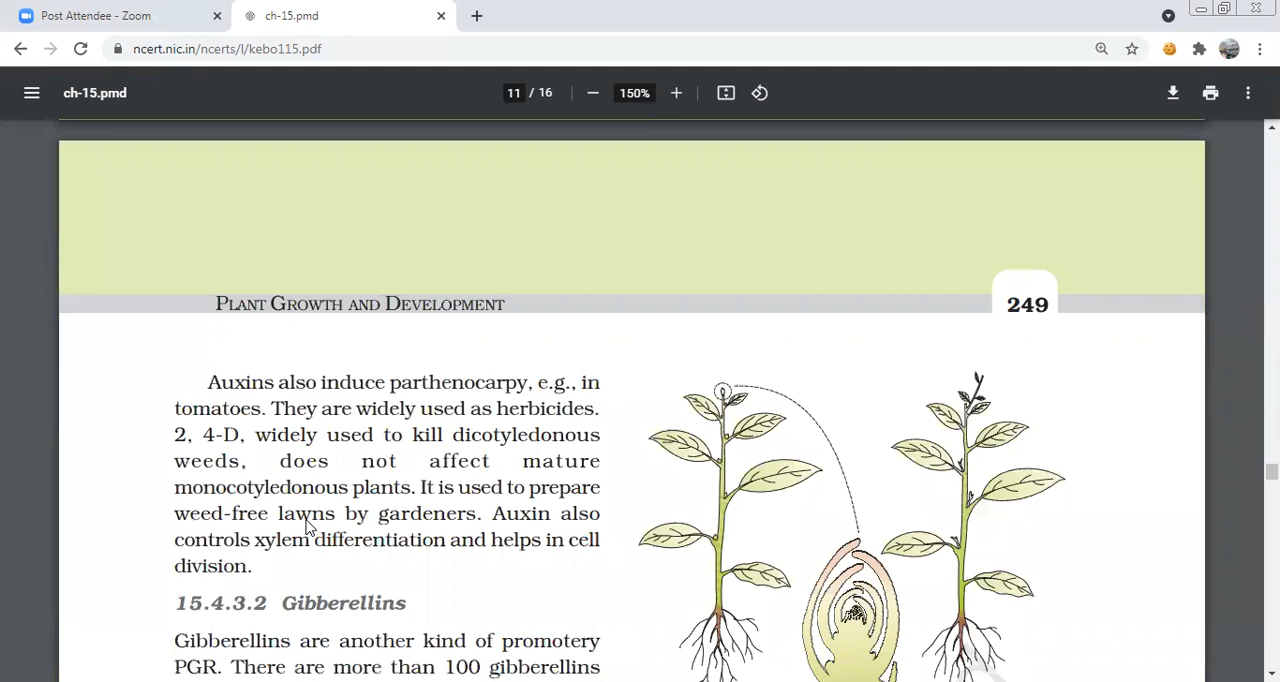 Post Attendee - Zoom
ch-15.pmd
ncert.nic.in/ncerts/l/kebo115.pdf
ch-15.pmd
11 / 16
150%
PLANT GROWTH AND DEVELOPMENT
249
Auxins also induce parthenocarpy, e.g., in
tomatoes. They are widely used as herbicides.
2, 4-D, widely used to kill dicotyledonous
weeds, does not affect mature
monocotyledonous plants. It is used to prepare
weed-free lawns by gardeners. Auxin also
controls xylem differentiation and helps in cell
division.
15.4.3.2 Gibberellins
Gibberellins are another kind of promotery
PGR. There are more than 100 gibberellins